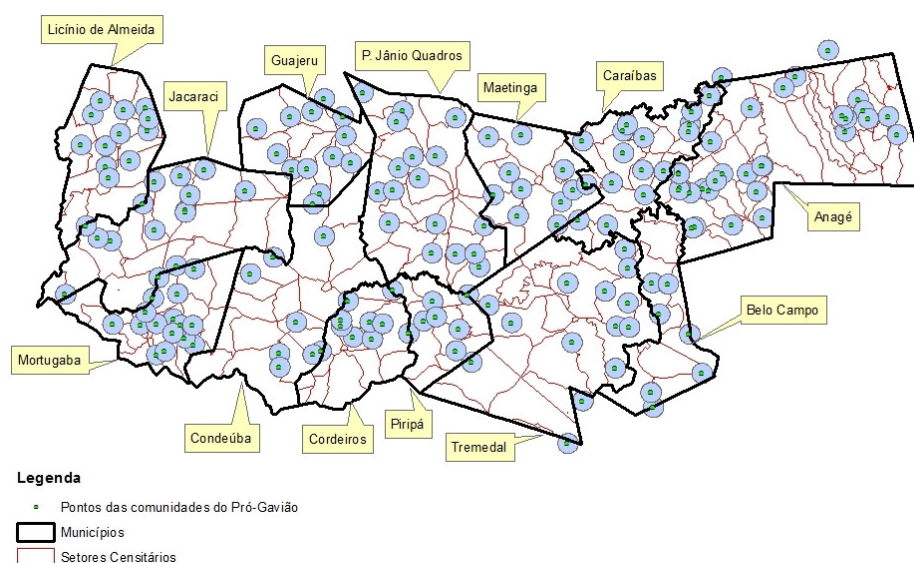 Licínio de Almeida
Jacaraci
Guajeru
P. Jânio Quadros
Maetinga
Caraíbas
Anagé
Belo Campo
Mortugaba
Condeúba
Cordeiros
Piripá
Tremedal
Legenda
Pontos das comunidades do Pró-Gavião
Municípios
Setores Censitários